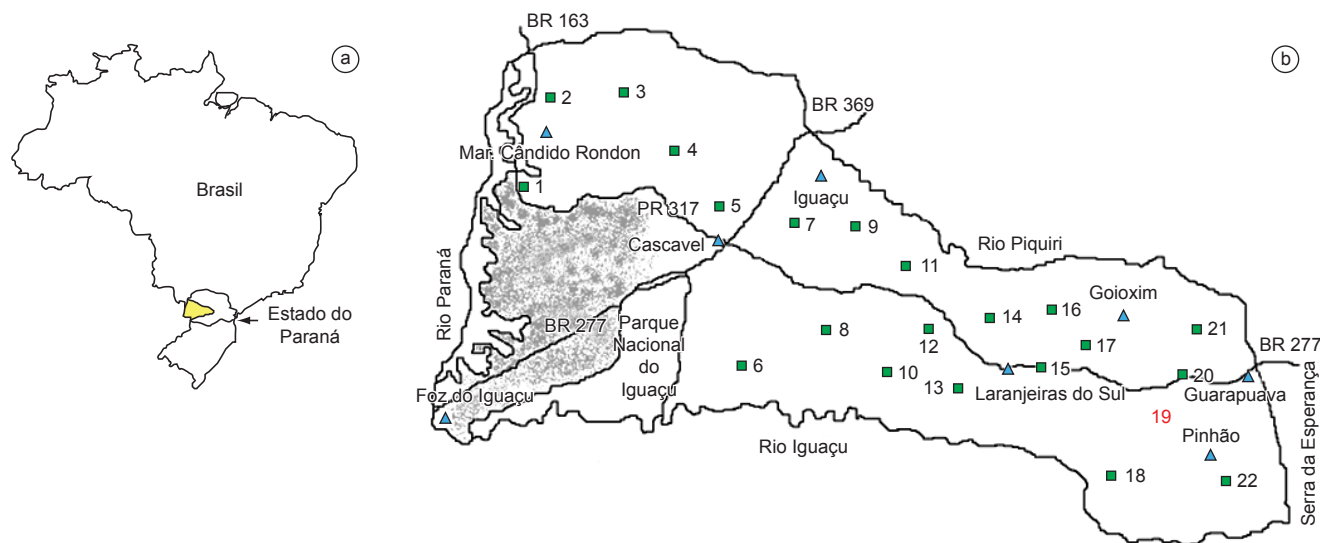 a
Brasil
Estado do
Paraná
b
BR 163
2
3
BR 369
Mar. Cândido Rondon
4
1
Iguaçu
PR 317
5
7
9
Cascavel
Rio Piquiri
11
Rio Paraná
Goioxim
14
16
21
BR 277
Parque
Nacional
do
Iguaçu
8
12
17
BR 277
6
10
15
20
13
Laranjeiras do Sul
Guarapuava
Foz do Iguaçu
19
Rio Iguaçu
Pinhão
18
22
Serra da Esperança